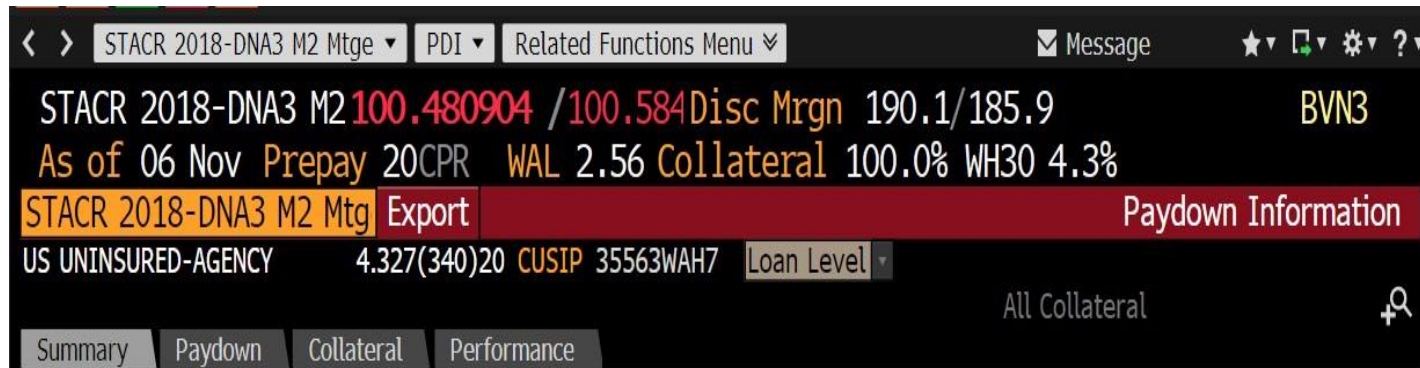 STACR 2018-DNA3 M2 Mtge PDI Related Functions Menu Message ?
STACR 2018-DNA3 M2 100.480904 /100.584 Disc Mrgn 190.1/185.9 BVN3
As of 06 Nov Prepay 20CPR WAL 2.56 Collateral 100.0% WH30 4.3%
STACR 2018-DNA3 M2 Mtg Export Paydown Information
US UNINSURED-AGENCY 4.327(340)20 CUSIP 35563WAH7 Loan Level
All Collateral
Summary Paydown Collateral Performance